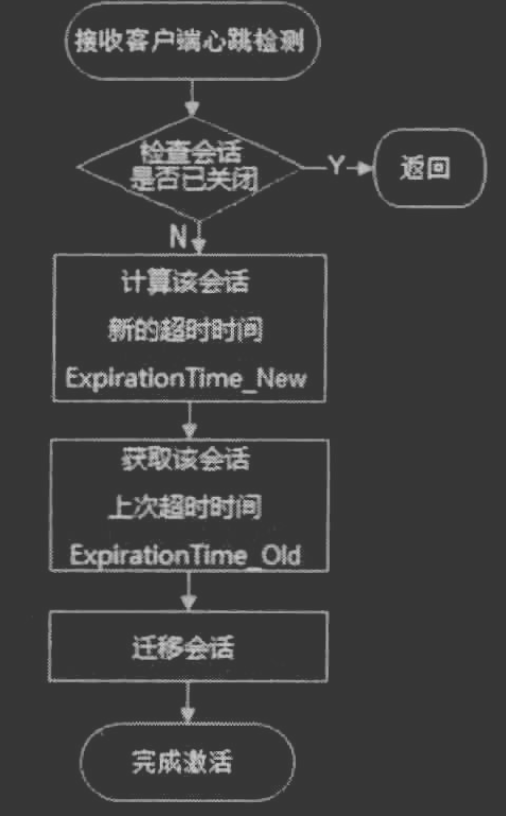 接收客户端心跳检测
检查会话
是否已关闭
Y
返回
N
计算该会话
新的超时时间
ExpirationTime_New
获取该会话
上次超时时间
ExpirationTime_Old
迁移会话
完成激活